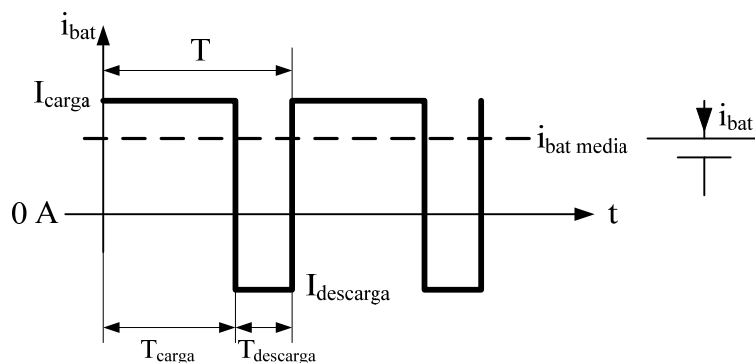 i_bat
T
I_carga
i_bat
i_bat media
0 A
t
I_descarga
T_carga
T_descarga